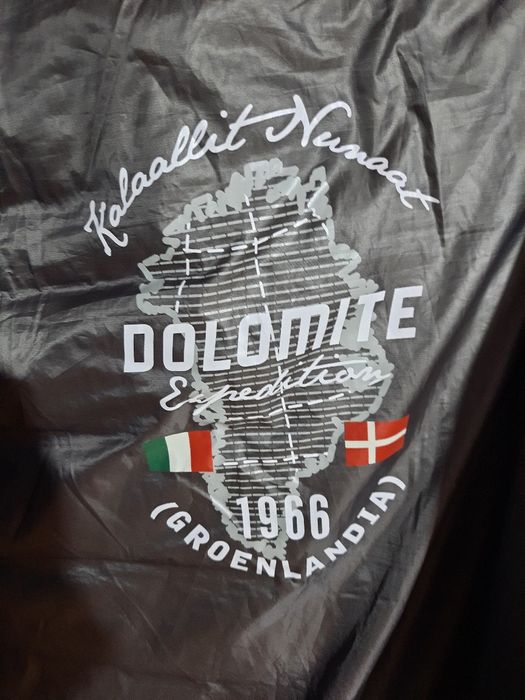 Kalaallit Nunaat
DOLOMITE
Expedition
1966
(GROENLANDIA)